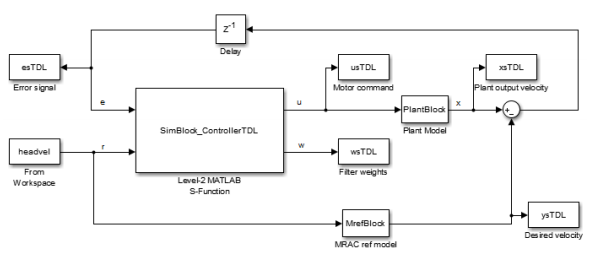 Z-1
Delay
esTDL
Error signal
usTDL
Motor command
xsTDL
Plant output velocity
e
SimBlock_ControllerTDL
u
PlantBlock
Plant Model
x
+
-
headvel
From
Workspace
r
w
wsTDL
Filter weights
Level-2 MATLAB
S-Function
MrefBlock
MRAC ref model
ysTDL
Desired velocity